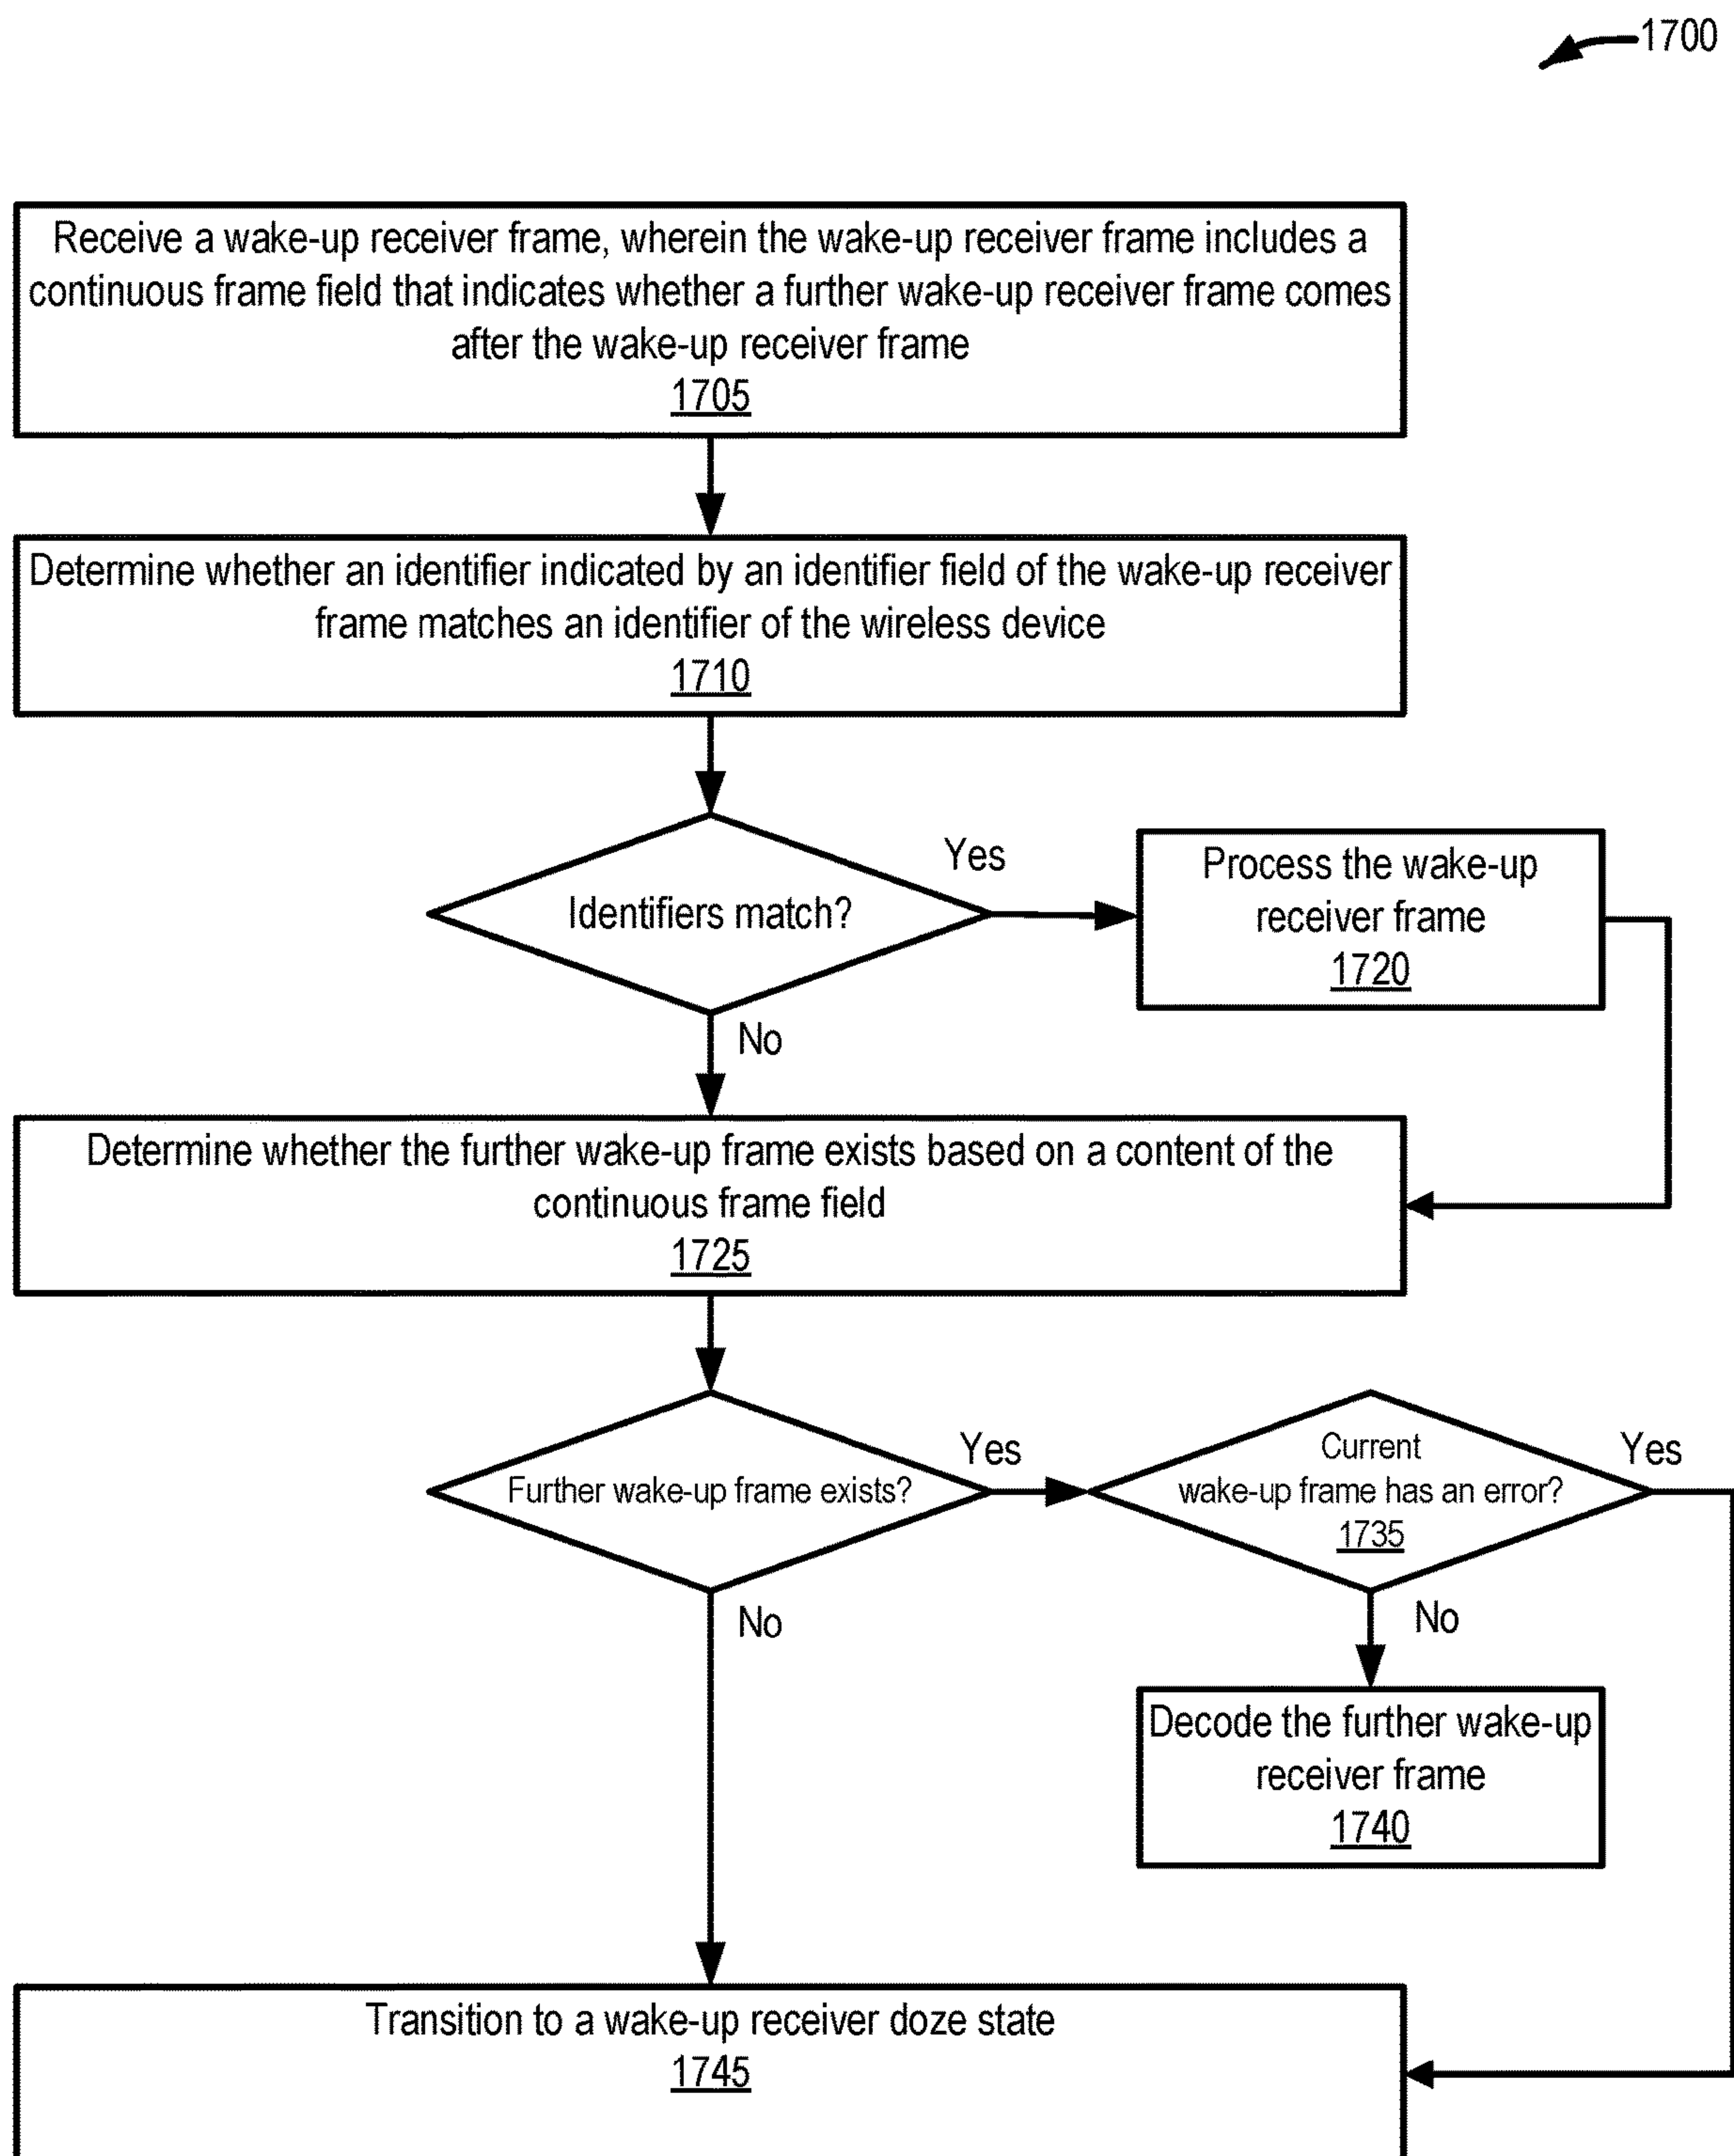 1700
Receive a wake-up receiver frame, wherein the wake-up receiver frame includes a
continuous frame field that indicates whether a further wake-up receiver frame comes
after the wake-up receiver frame
1705
Determine whether an identifier indicated by an identifier field of the wake-up receiver
frame matches an identifier of the wireless device
1710
Identifiers match?
Yes
Process the wake-up
receiver frame
1720
No
Determine whether the further wake-up frame exists based on a content of the
continuous frame field
1725
Further wake-up frame exists?
Yes
Current
wake-up frame has an error?
1735
Yes
No
No
Decode the further wake-up
receiver frame
1740
Transition to a wake-up receiver doze state
1745